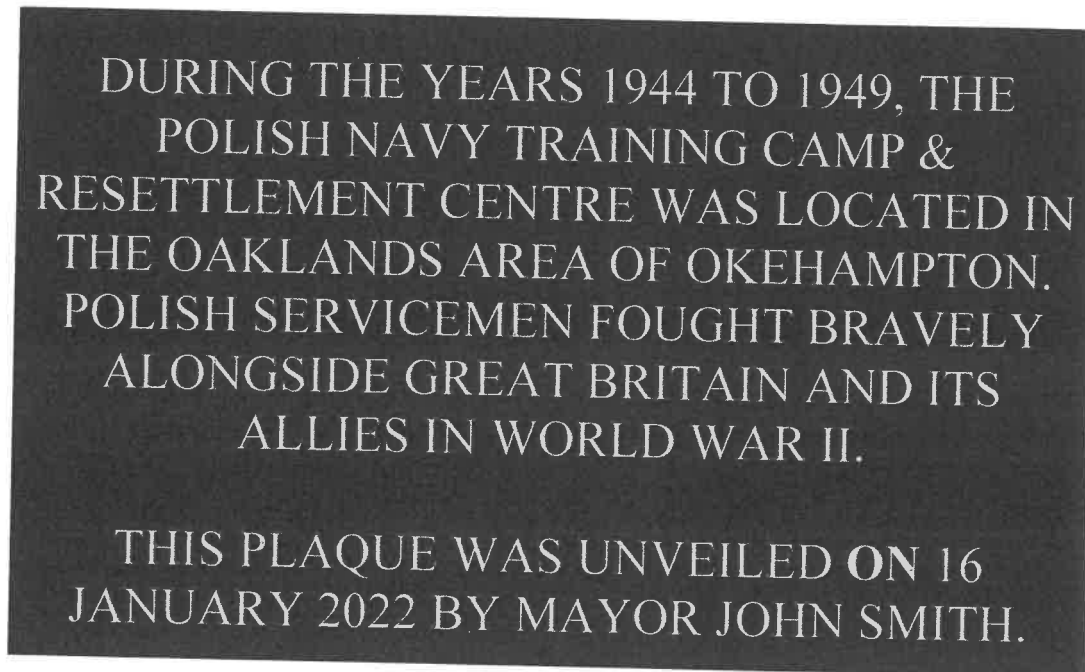 DURING THE YEARS 1944 TO 1949, THE
POLISH NAVY TRAINING CAMP &
RESETTLEMENT CENTRE WAS LOCATED IN
THE OAKLANDS AREA OF OKEHAMPTON.
POLISH SERVICEMEN FOUGHT BRAVELY
ALONGSIDE GREAT BRITAIN AND ITS
ALLIES IN WORLD WAR II.
THIS PLAQUE WAS UNVEILED ON 16
JANUARY 2022 BY MAYOR JOHN SMITH.